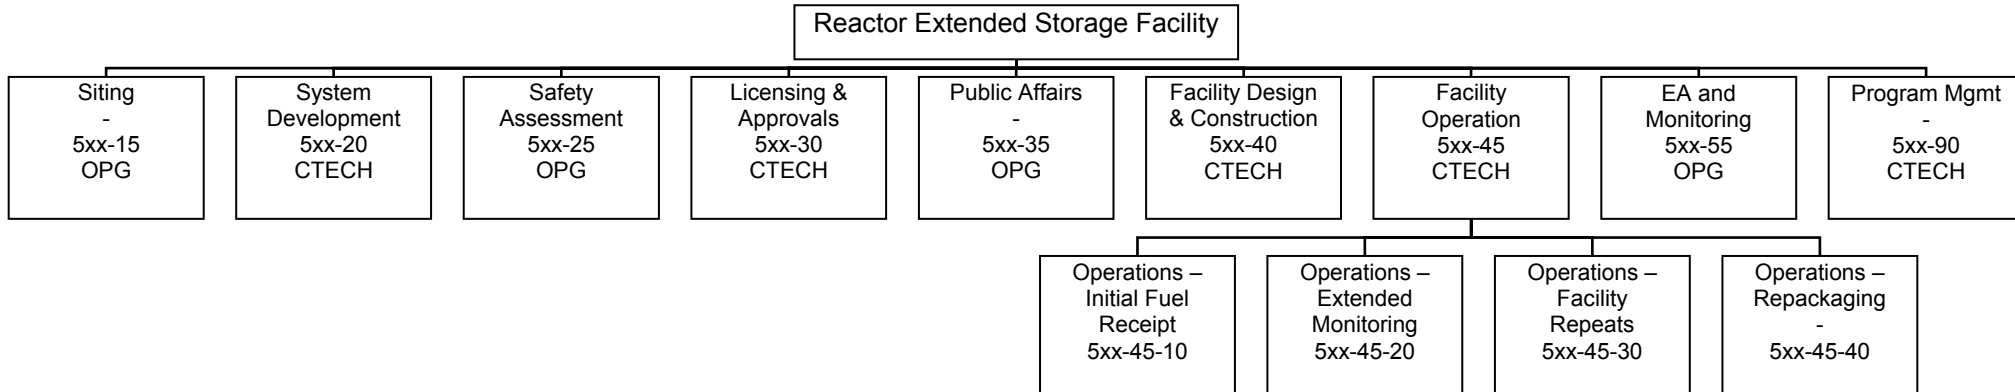 Reactor Extended Storage Facility
Siting
-
5xx-15
OPG
System
Development
5xx-20
CTECH
Safety
Assessment
5xx-25
OPG
Licensing &
Approvals
5xx-30
CTECH
Public Affairs
-
5xx-35
OPG
Facility Design
& Construction
5xx-40
CTECH
Facility
Operation
5xx-45
CTECH
EA and
Monitoring
5xx-55
OPG
Program Mgmt
-
5xx-90
CTECH
Operations –
Initial Fuel
Receipt
5xx-45-10
Operations –
Extended
Monitoring
5xx-45-20
Operations –
Facility
Repeats
5xx-45-30
Operations –
Repackaging
-
5xx-45-40